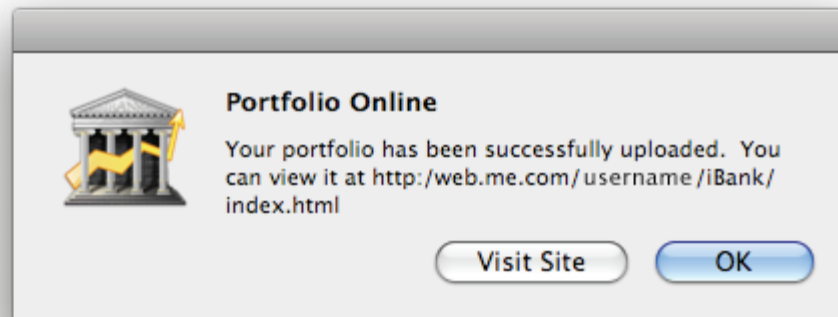 Portfolio Online
Your portfolio has been successfully uploaded. You
can view it at http:/web.me.com/username/iBank/
index.html
Visit Site
OK